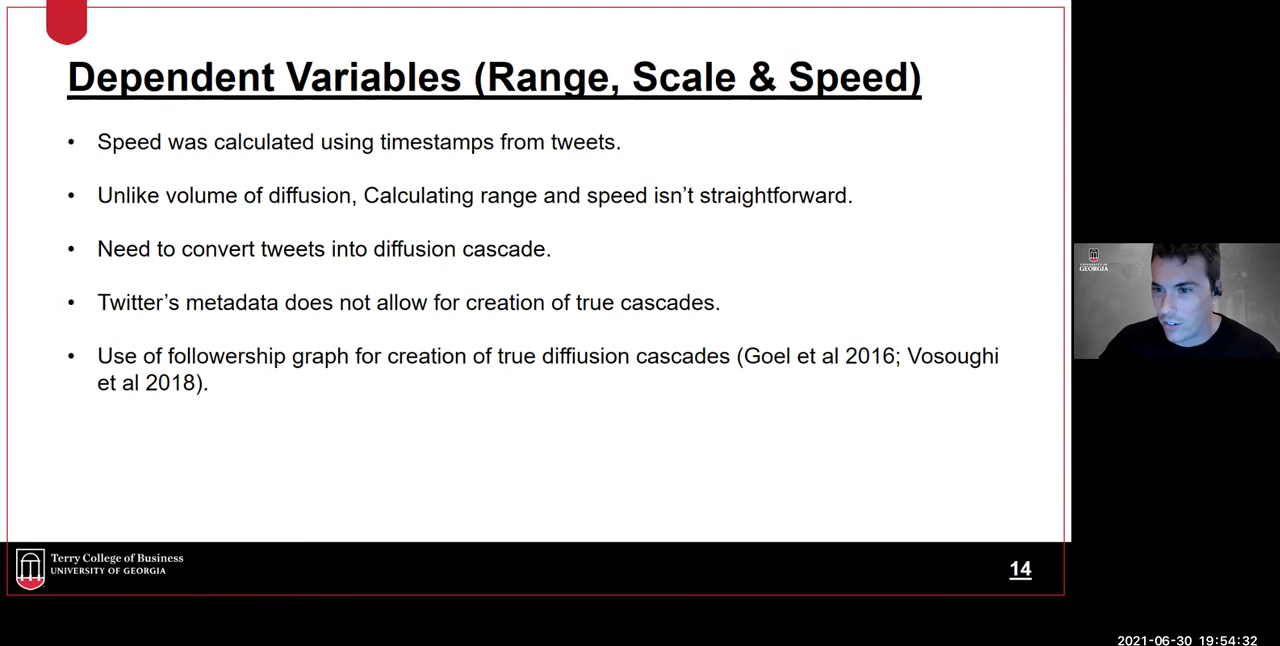 Dependent Variables (Range, Scale & Speed)
• Speed was calculated using timestamps from tweets.
• Unlike volume of diffusion, Calculating range and speed isn’t straightforward.
• Need to convert tweets into diffusion cascade.
• Twitter’s metadata does not allow for creation of true cascades.
• Use of followership graph for creation of true diffiusion cascades (Goel et al 2016; Vosoughi
et al 2018).
UNIVERSITY OF
GEORGIA
Terry College of Business
UNIVERSITY OF GEORGIA
14
2021-06-30 19:54:32